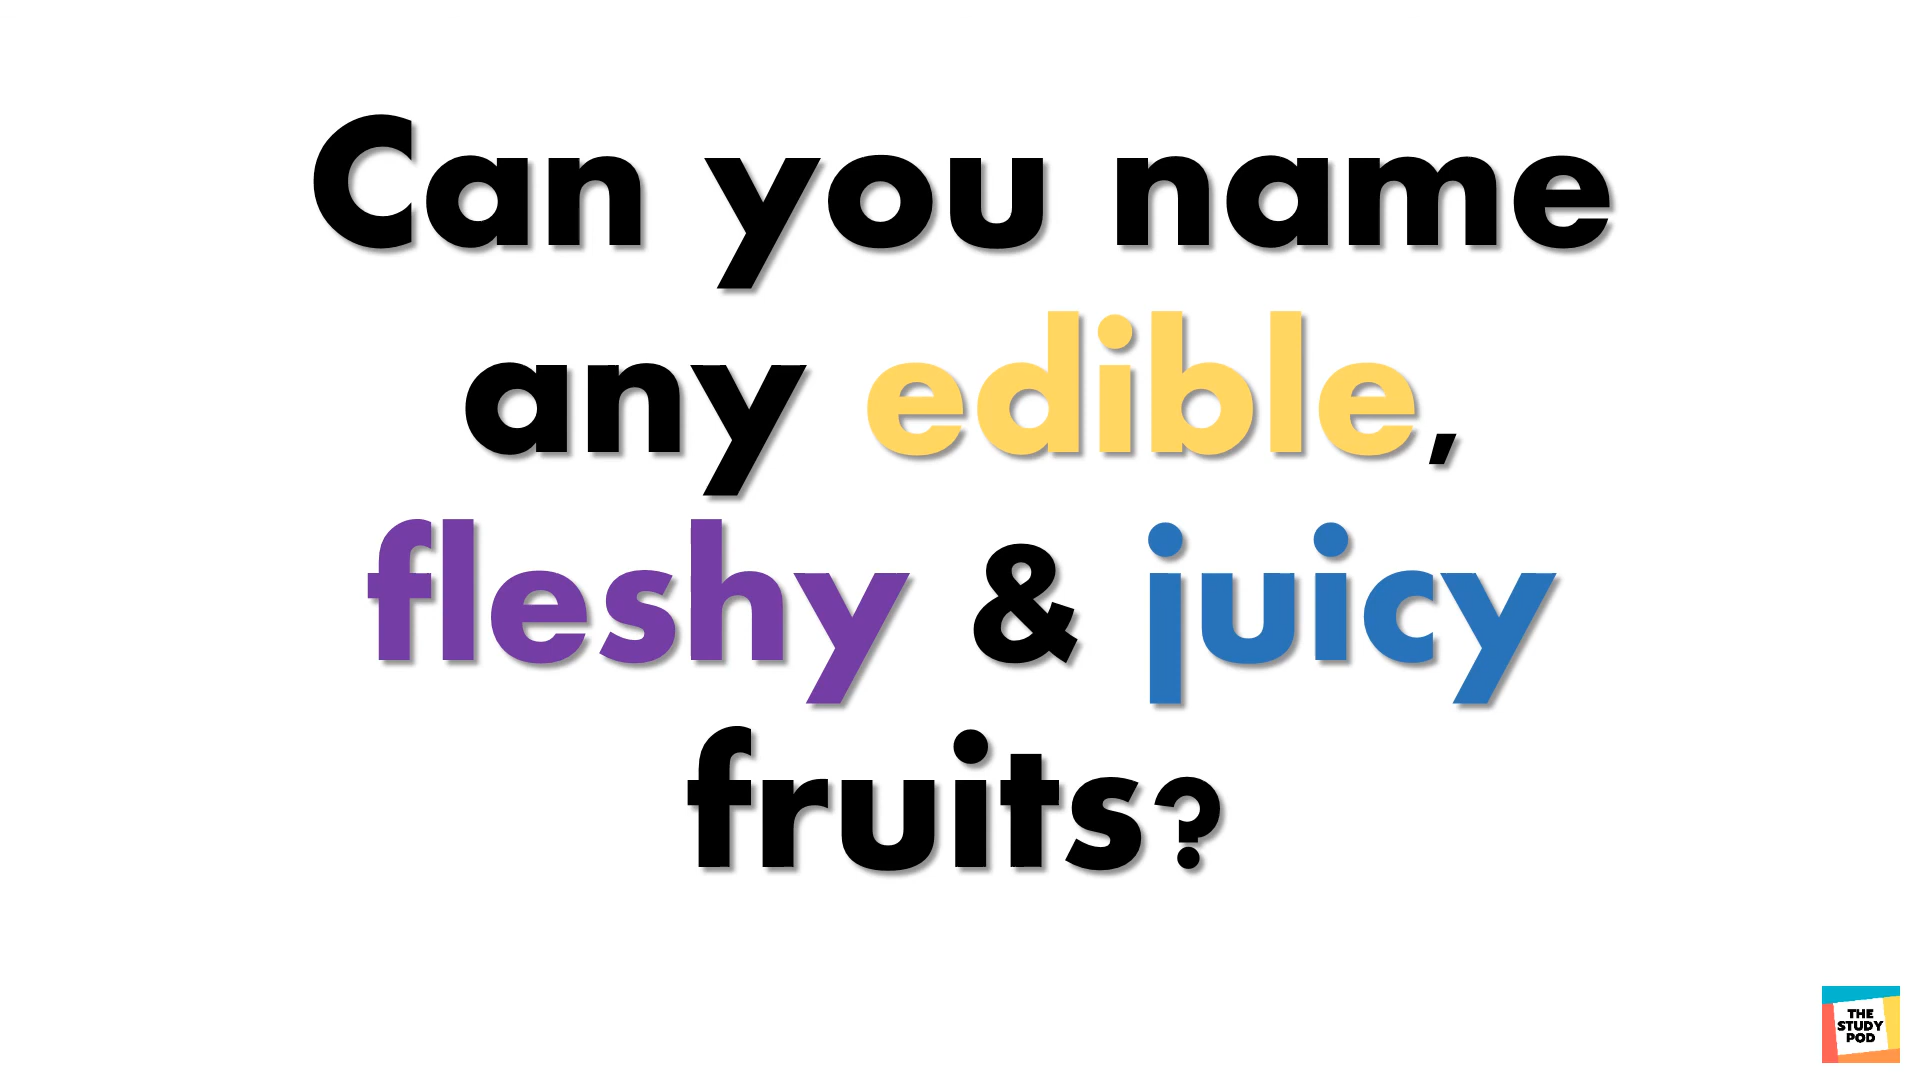 Can you name
any edible,
fleshy & juicy
fruits?
THE
STUDY
POD